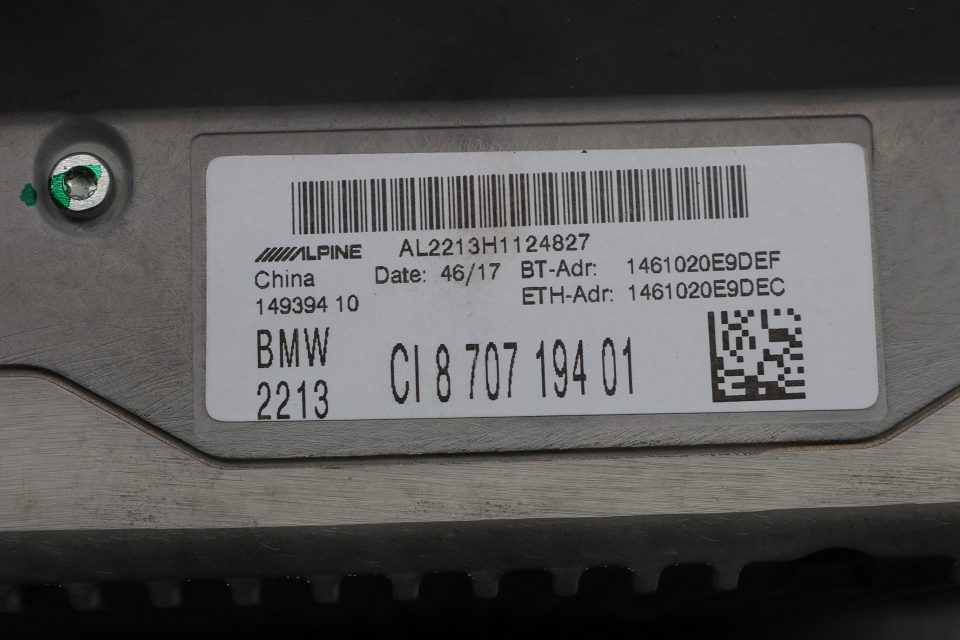 AL2213H1124827
ALPINE
China
Date: 46/17
BT-Adr: 1461020E9DEF
ETH-Adr: 1461020E9DEC
149394 10
BMW
2213
CI 8 707 194 01